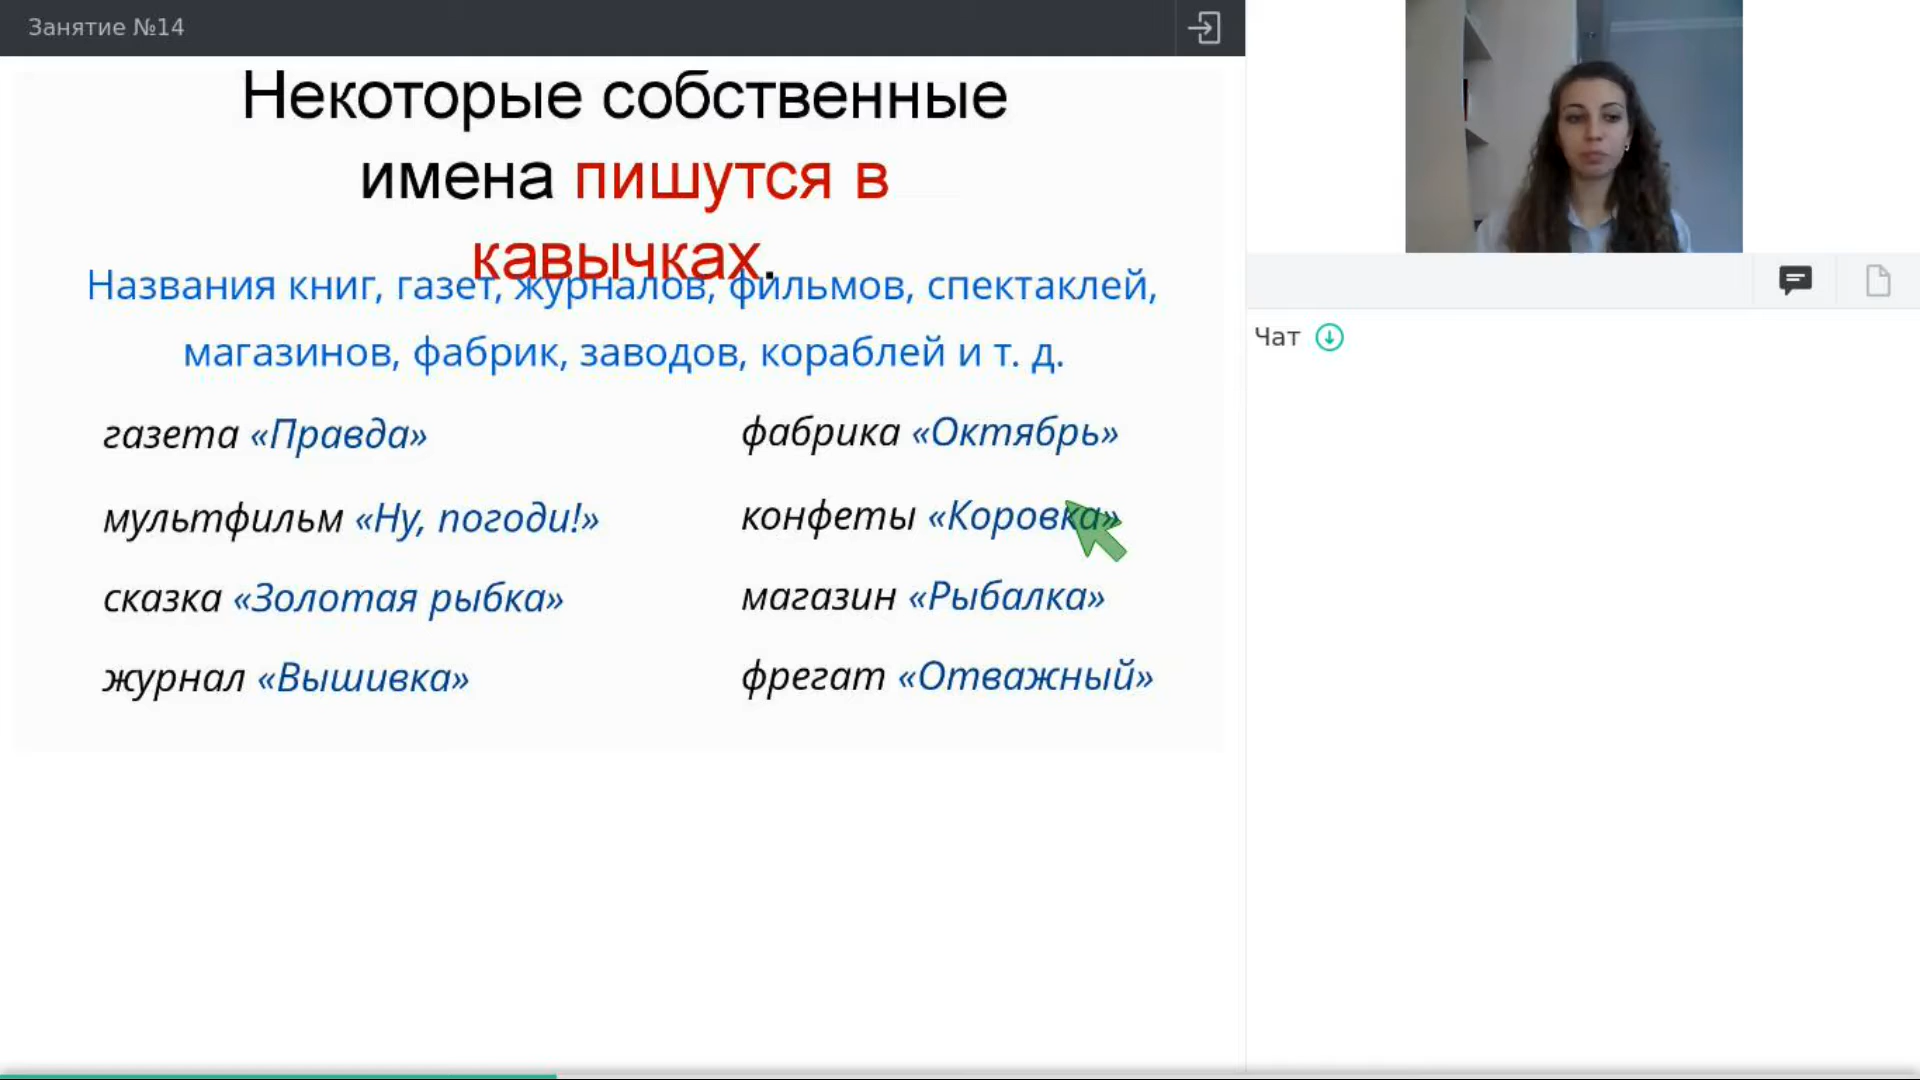 Занятие №14
Некоторые собственные
имена пишутся в
кавычках.
Названия книг, газет, журналов, фильмов, спектаклей,
магазинов, фабрик, заводов, кораблей и т. д.
газета «Правда»
фабрика «Октябрь»
мультфильм «Ну, погоди!»
конфеты «Коровка»
сказка «Золотая рыбка»
магазин «Рыбалка»
журнал «Вышивка»
фрегат «Отважный»
Чат